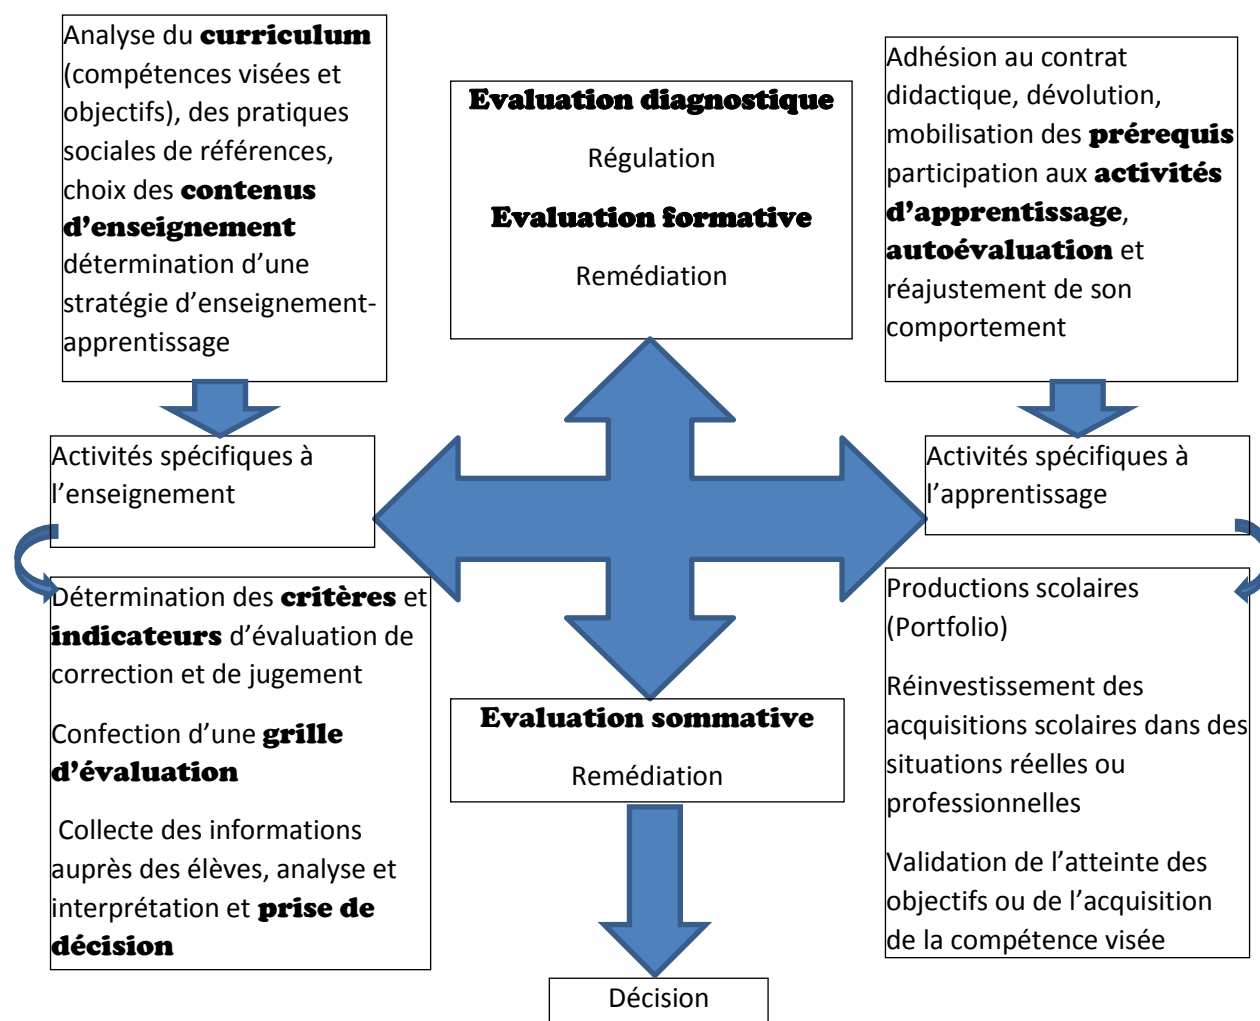 Analyse du curriculum
(compétences visées et
objectifs), des pratiques
sociales de références,
choix des contenus
d’enseignement
détermination d’une
stratégie d’enseignement-
apprentissage
Evaluation diagnostique
Régulation
Evaluation formative
Remédiation
Adhésion au contrat
didactique, dévolution,
mobilisation des prérequis
participation aux activités
d’apprentissage,
autoévaluation et
réajustement de son
comportement
Activités spécifiques à
l’enseignement
Activités spécifiques à
l’apprentissage
Détermination des critères et
indicateurs d’évaluation de
correction et de jugement
Confection d’une grille
d’évaluation
Collecte des informations
auprès des élèves, analyse et
interprétation et prise de
décision
Evaluation sommative
Remédiation
Productions scolaires
(Portfolio)
Réinvestissement des
acquisitions scolaires dans des
situations réelles ou
professionnelles
Validation de l’atteinte des
objectifs ou de l’acquisition
de la compétence visée
Décision